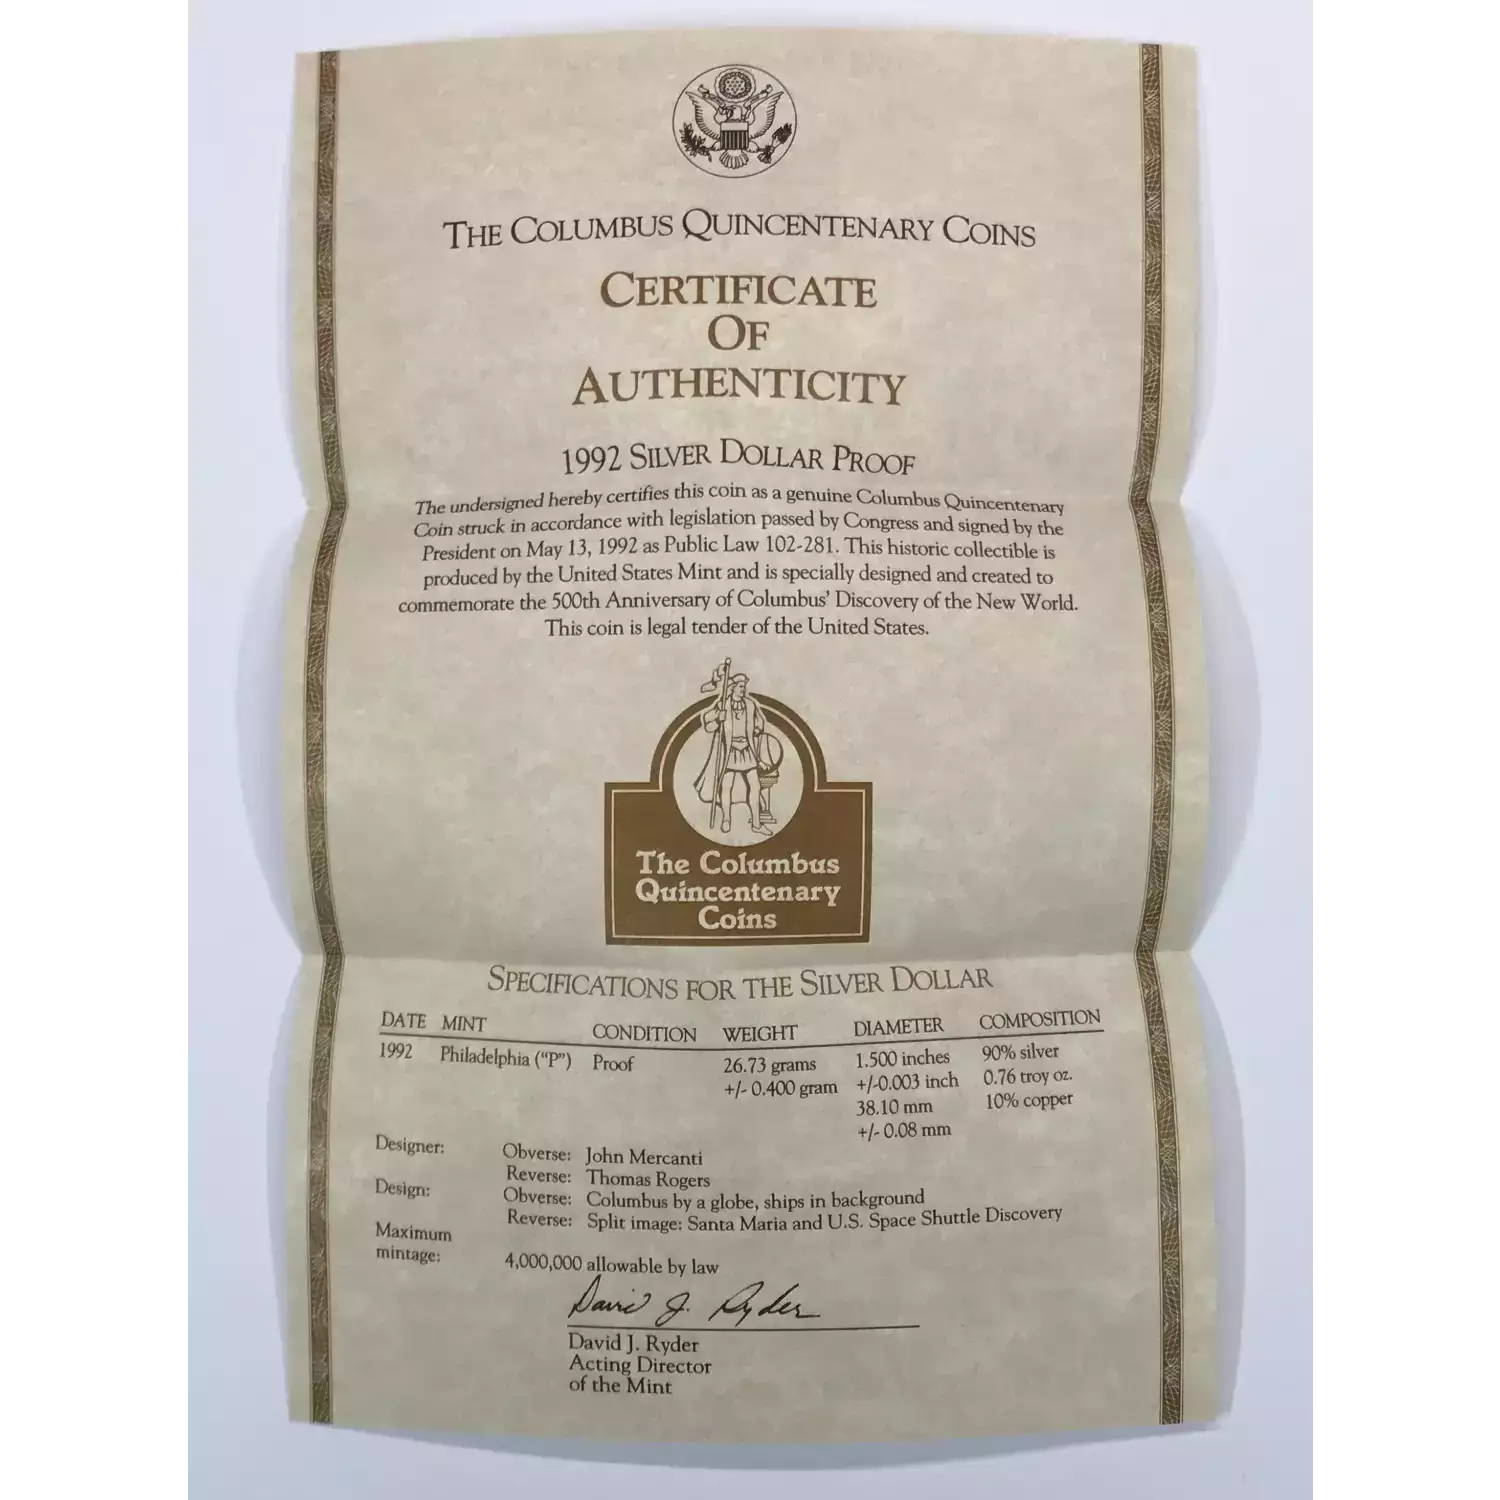 THE COLUMBUS QUINCENTENARY COINS
CERTIFICATE
OF
AUTHENTICITY
1992 SILVER DOLLAR PROOF
The undersigned hereby certifies this coin as a genuine Columbus Quincentenary
Coin struck in accordance with legislation passed by Congress and signed by the
President on May 13, 1992 as Public Law 102-281. This historic collectible is
produced by the United States Mint and is specially designed and created to
commemorate the 500th Anniversary of Columbus' Discovery of the New World.
This coin is legal tender of the United States.
The Columbus
Quincentenary
Coins
SPECIFICATIONS FOR THE SILVER DOLLAR
DATE MINT CONDITION WEIGHT DIAMETER COMPOSITION
1992 Philadelphia ("P") Proof 26.73 grams 1.500 inches 90% silver
+/- 0.400 gram +/-0.003 inch 0.76 troy oz.
38.10 mm 10% copper
+/- 0.08 mm
Designer: Obverse: John Mercanti
Reverse: Thomas Rogers
Design: Obverse: Columbus by a globe, ships in background
Reverse: Split image: Santa Maria and U.S. Space Shuttle Discovery
Maximum
mintage: 4,000,000 allowable by law
David J. Ryder
David J. Ryder
Acting Director
of the Mint